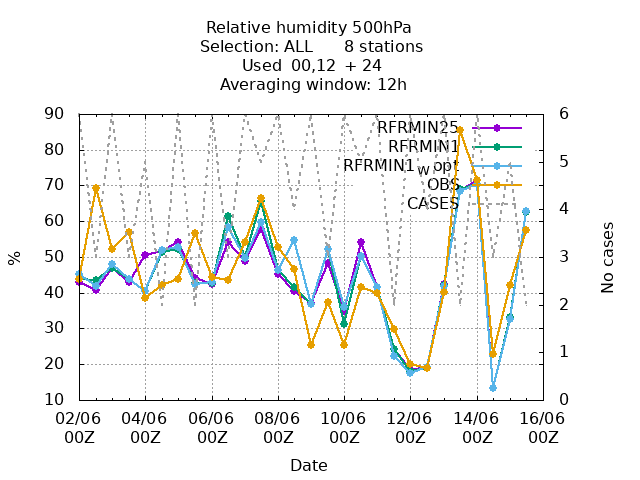 Relative humidity 500hPa
Selection: ALL 8 stations
Used 00,12 + 24
Averaging window: 12h
90
80
70
60
50
40
30
20
10
%
6
5
4
3
2
1
0
No cases
RFRMIN25
RFRMIN1
RFRMIN1w opt
OBS
CASES
02/06 04/06 06/06 08/06 10/06 12/06 14/06 16/06
00Z 00Z 00Z 00Z 00Z 00Z 00Z 00Z
Date